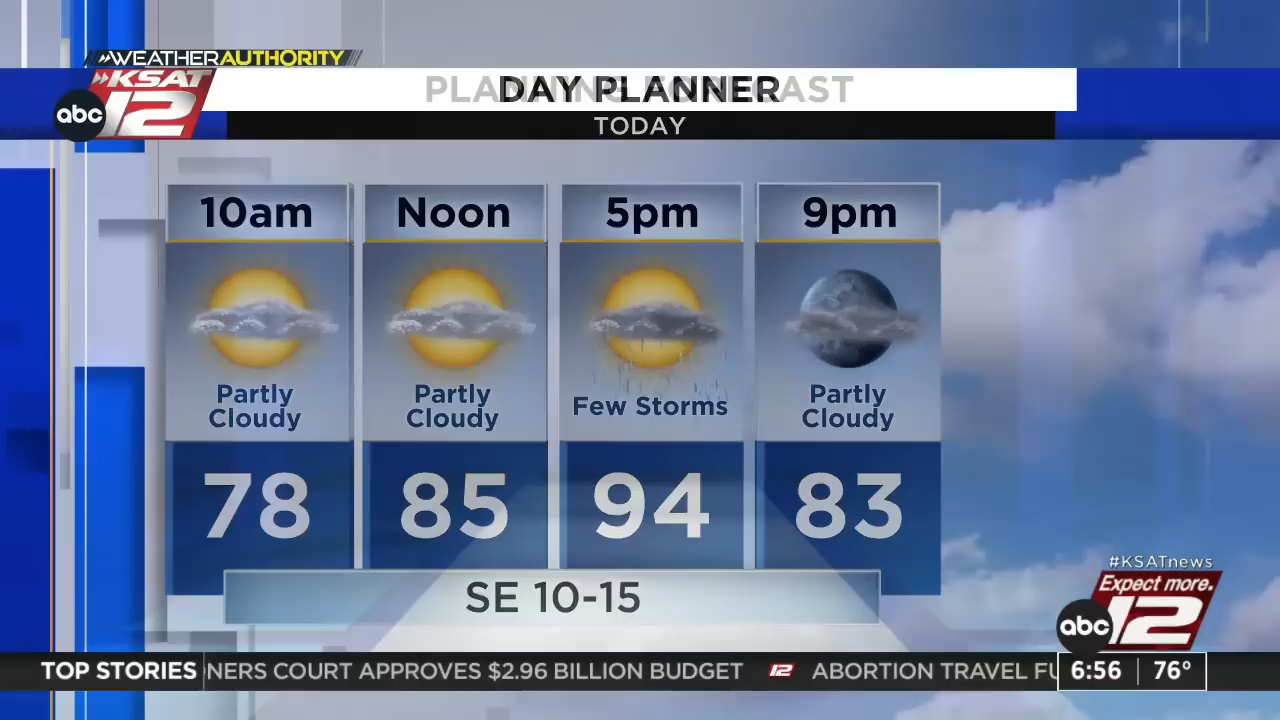 WEATHERAUTHORITY
KSAT
abc 12
PLANNING FORECAST
DAY PLANNER
TODAY
10am Noon 5pm 9pm
Partly Cloudy
Partly Cloudy
Few Storms
Partly Cloudy
78 85 94 83
SE 10-15
#KSATnews
Expect more.
abc 12
TOP STORIES NERS COURT APPROVES $2.96 BILLION BUDGET 12 ABORTION TRAVEL FU 6:56 76°